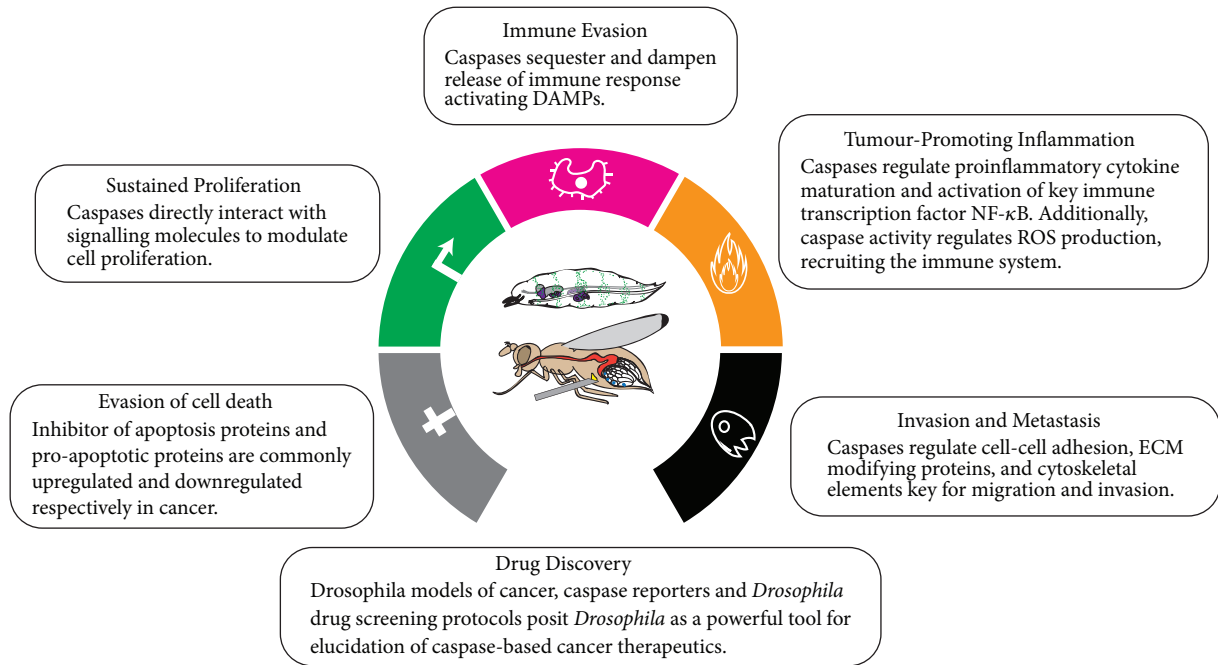 Immune Evasion
Caspases sequester and dampen
release of immune response
activating DAMPs.
Tumour-Promoting Inflammation
Caspases regulate proinflammatory cytokine
maturation and activation of key immune
transcription factor NF-κB. Additionally,
caspase activity regulates ROS production,
recruiting the immune system.
Sustained Proliferation
Caspases directly interact with
signalling molecules to modulate
cell proliferation.
Evasion of cell death
Inhibitor of apoptosis proteins and
pro-apoptotic proteins are commonly
upregulated and downregulated
respectively in cancer.
Invasion and Metastasis
Caspases regulate cell-cell adhesion, ECM
modifying proteins, and cytoskeletal
elements key for migration and invasion.
Drug Discovery
Drosophila models of cancer, caspase reporters and Drosophila
drug screening protocols posit Drosophila as a powerful tool for
elucidation of caspase-based cancer therapeutics.